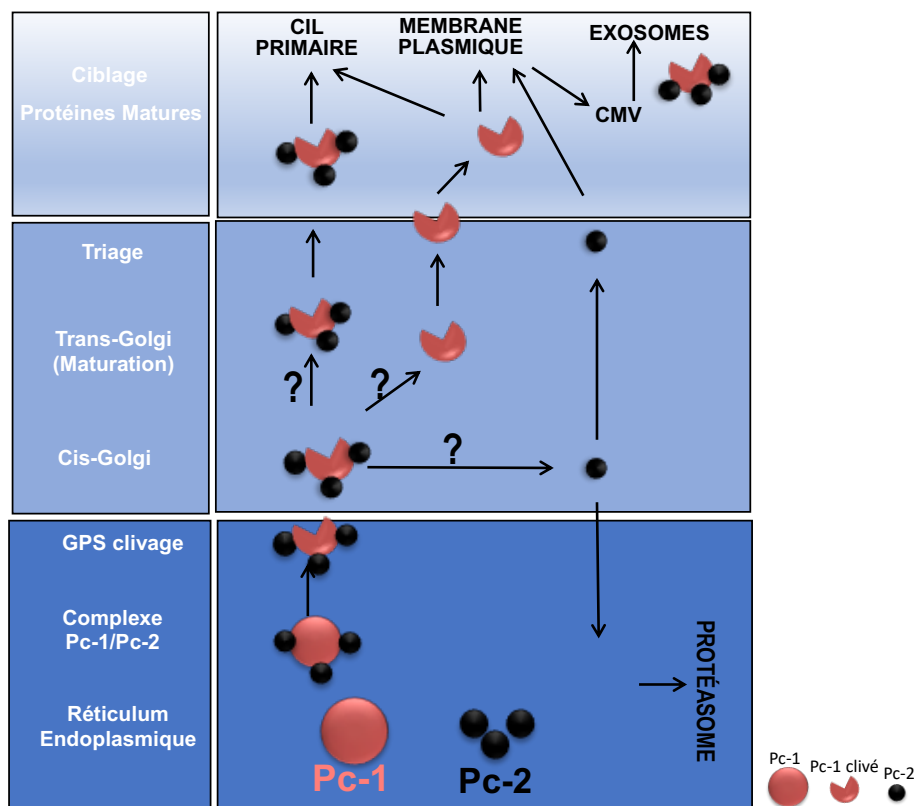 CIL
PRIMAIRE
MEMBRANE
PLASMIQUE
EXOSOMES
CMV
Ciblage
Protéines Matures
Triage
Trans-Golgi
(Maturation)
?
?
Cis-Golgi
?
GPS clivage
Complexe
Pc-1/Pc-2
Réticulum
Endoplasmique
PROTÉASOME
Pc-1
Pc-2
Pc-1
Pc-1 clivé
Pc-2